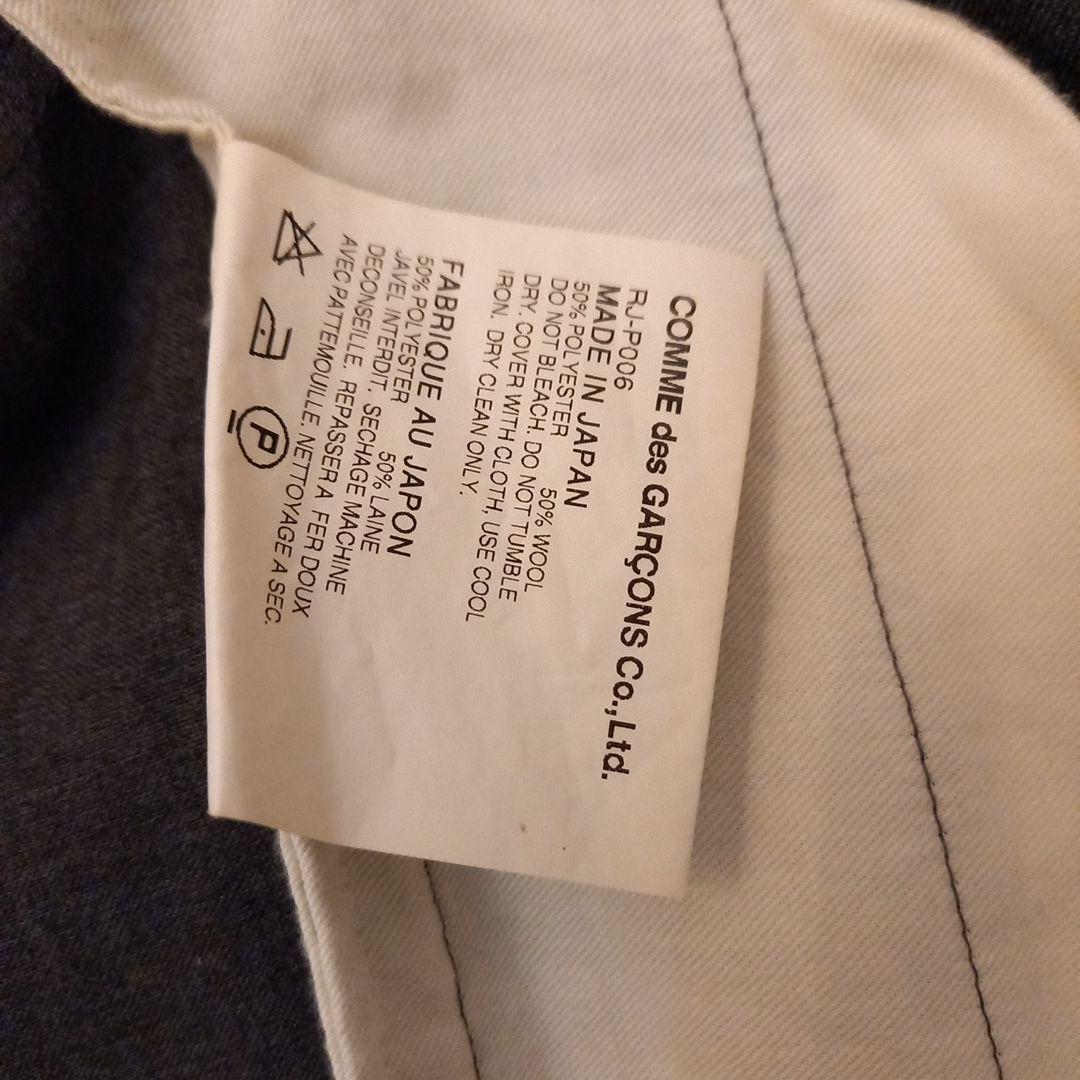 COMME des GARÇONS Co., Ltd.
RJ-P006
MADE IN JAPAN
50% POLYESTER 50% WOOL
DO NOT BLEACH. DO NOT TUMBLE
DRY. COVER WITH CLOTH, USE COOL
IRON. DRY CLEAN ONLY.
FABRIQUE AU JAPON
50% POLYESTER 50% LAINE
JAVEL INTERDIT. SECHAGE MACHINE
DECONSEILLE. REPASSER A FER DOUX
AVEC PATTEMOUILLE. NETTOYAGE A SEC.
P